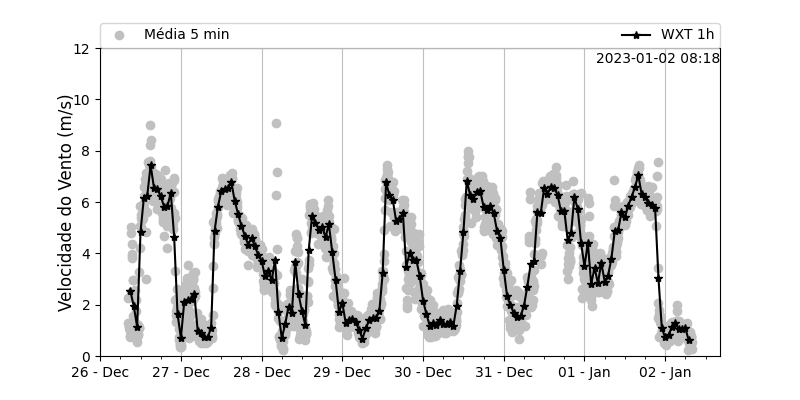 Média 5 min
WXT 1h
2023-01-02 08:18
Velocidade do Vento (m/s)
12
10
8
6
4
2
0
26 - Dec
27 - Dec
28 - Dec
29 - Dec
30 - Dec
31 - Dec
01 - Jan
02 - Jan